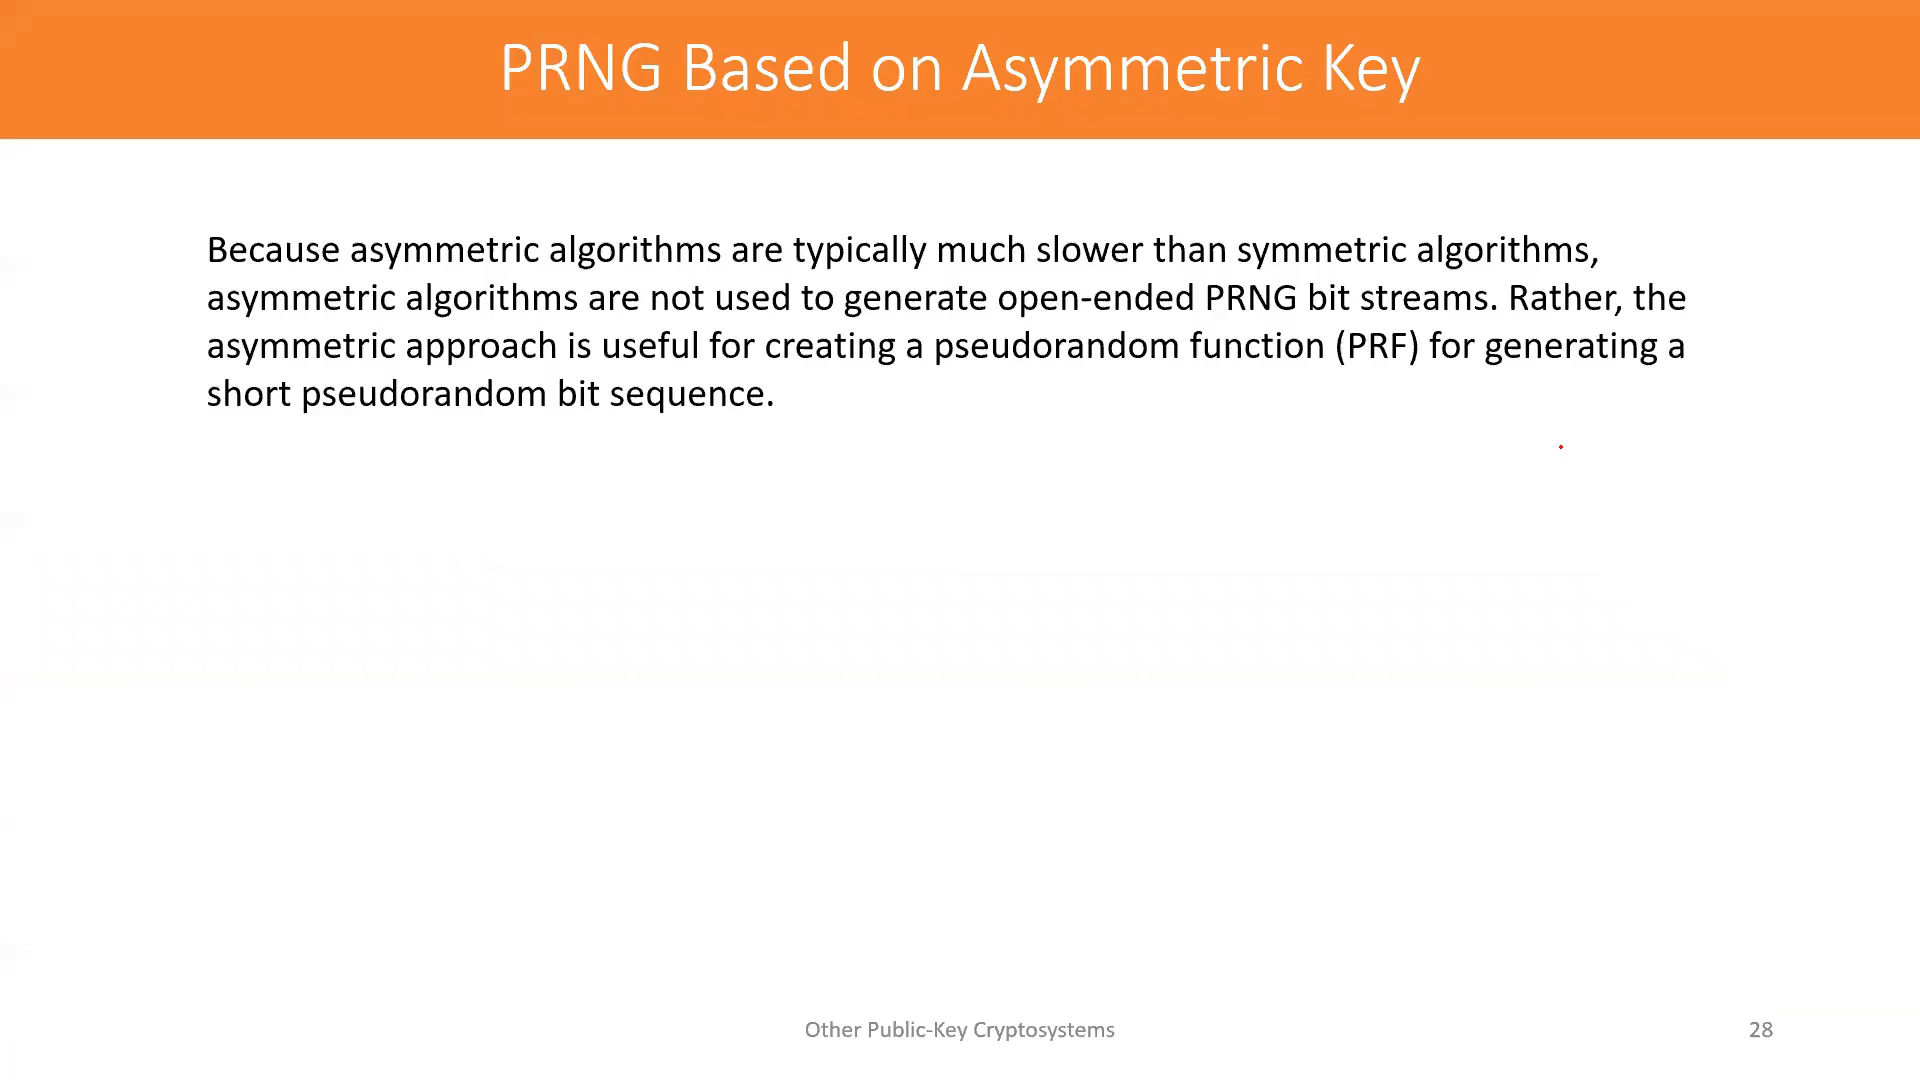 PRNG Based on Asymmetric Key
Because asymmetric algorithms are typically much slower than symmetric algorithms,
asymmetric algorithms are not used to generate open-ended PRNG bit streams. Rather, the
asymmetric approach is useful for creating a pseudorandom function (PRF) for generating a
short pseudorandom bit sequence.
Other Public-Key Cryptosystems
28